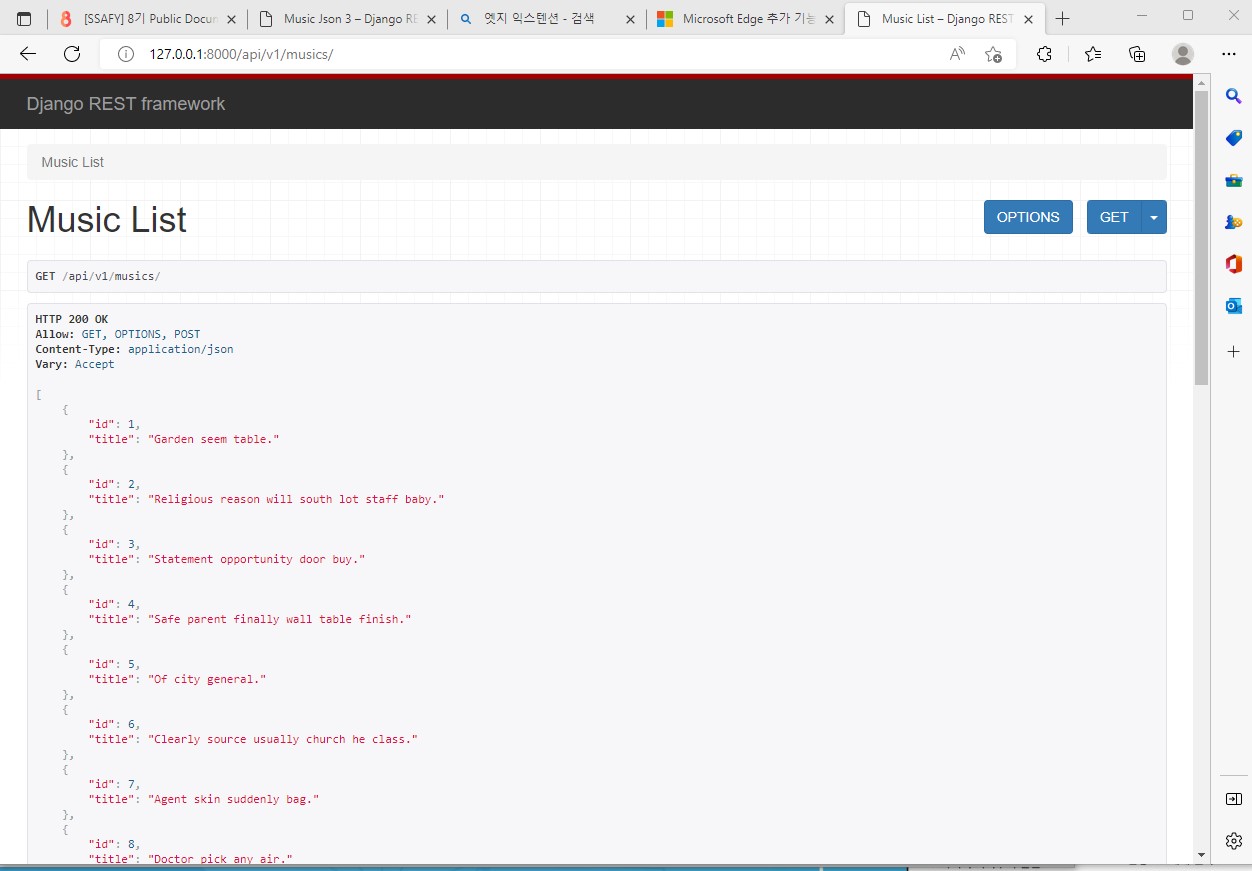 [SSAFY] 8기 Public Docun
Music Json 3 – Django RE
엣지 익스텐션 - 검색
Microsoft Edge 추가 기능
Music List – Django REST
127.0.0.1:8000/api/v1/musics/
Django REST framework
Music List
Music List
OPTIONS
GET
GET /api/v1/musics/
HTTP 200 OK
Allow: GET, OPTIONS, POST
Content-Type: application/json
Vary: Accept
[
{
"id": 1,
"title": "Garden seem table."
},
{
"id": 2,
"title": "Religious reason will south lot staff baby."
},
{
"id": 3,
"title": "Statement opportunity door buy."
},
{
"id": 4,
"title": "Safe parent finally wall table finish."
},
{
"id": 5,
"title": "Of city general."
},
{
"id": 6,
"title": "Clearly source usually church he class."
},
{
"id": 7,
"title": "Agent skin suddenly bag."
},
{
"id": 8,
"title": "Doctor pick any air."